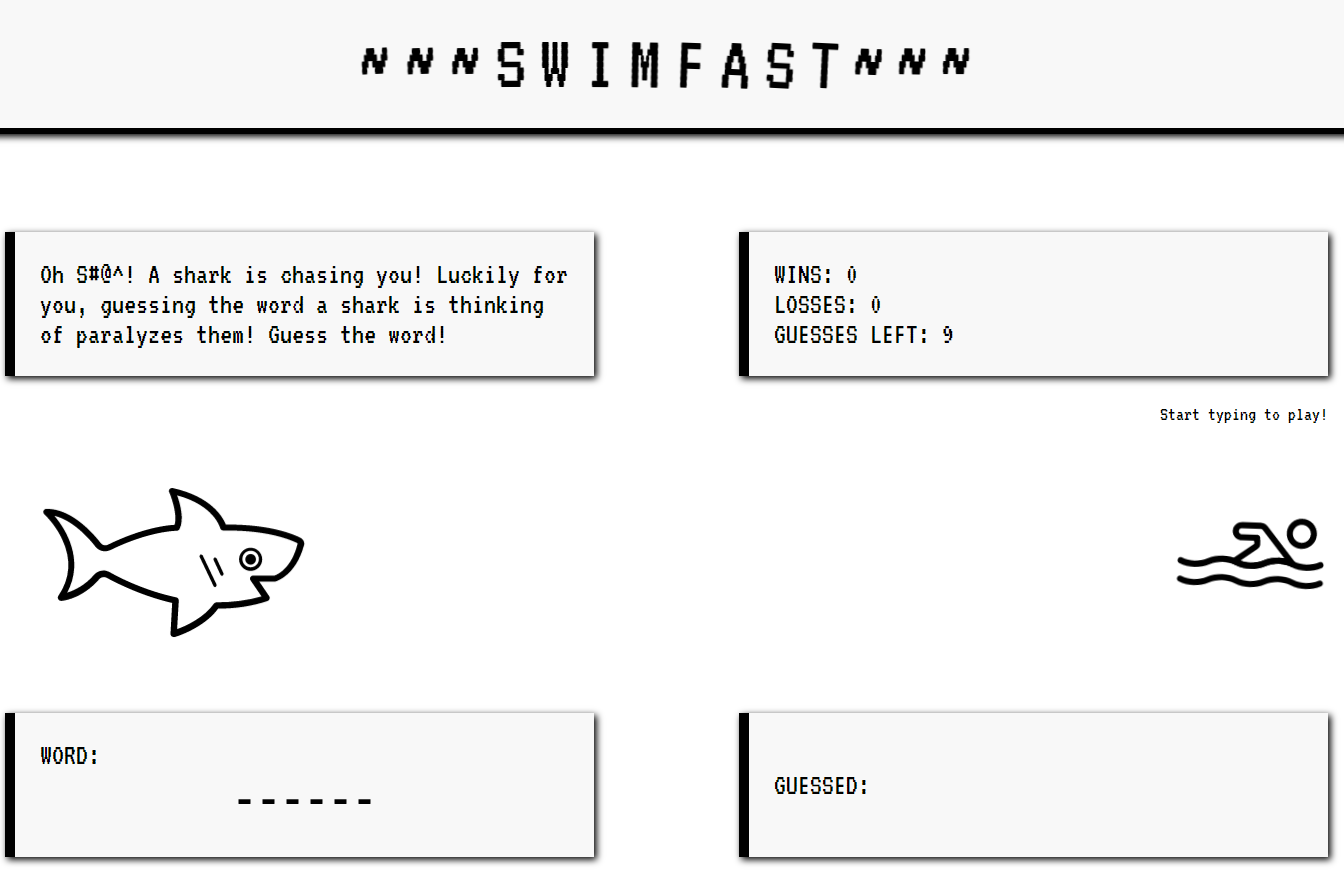 ~~~SWIMFAST~~~
Oh S#@^! A shark is chasing you! Luckily for
you, guessing the word a shark is thinking
of paralyzes them! Guess the word!
WINS: 0
LOSSES: 0
GUESSES LEFT: 9
Start typing to play!
WORD:
------
GUESSED: